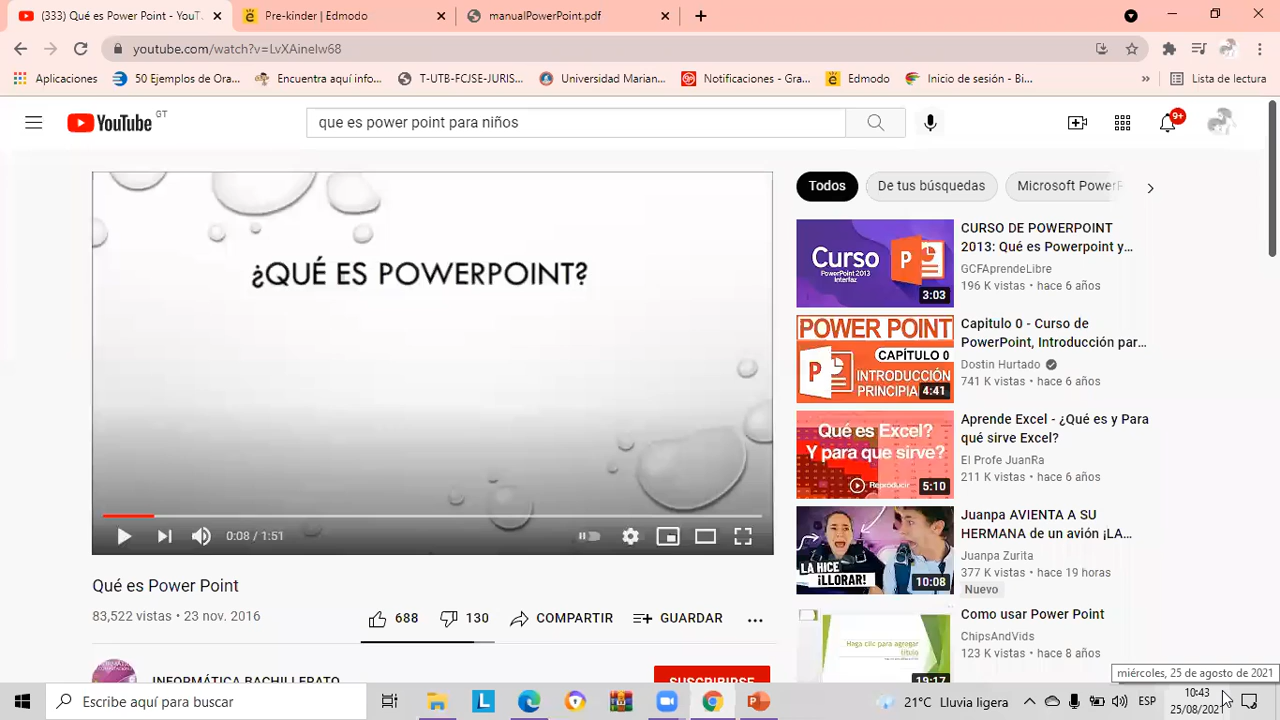 (333) Qué es Power Point - YouT
Pre-kinder | Edmodo
manualPowerPoint.pdf
youtube.com/watch?v=LvXAineIw68
Aplicaciones
50 Ejemplos de Ora...
Encuentra aquí info...
T-UTB-FCJSE-JURIS...
Universidad Marian...
Notificaciones - Gra...
Edmodo
Inicio de sesión - Bi...
»
Lista de lectura
YouTube GT
que es power point para niños
9+
¿QUÉ ES POWERPOINT?
0:08 / 1:51
Qué es Power Point
83,522 vistas • 23 nov. 2016
688
130
COMPARTIR
GUARDAR
INFORMÁTICA BACHILLERATO
SUSCRIBIRSE
Todos
De tus búsquedas
Microsoft PowerP
Curso
PowerPoint 2013
Interfaz
3:03
CURSO DE POWERPOINT
2013: Qué es Powerpoint y...
GCFAprendeLibre
196 K vistas • hace 6 años
POWER POINT
CAPÍTULO 0
INTRODUCCIÓN
PRINCIPIA
4:41
Capitulo 0 - Curso de
PowerPoint, Introducción par...
Dostin Hurtado
741 K vistas • hace 6 años
Qué es Excel?
Y para que sirve?
Reproducir
5:10
Aprende Excel - ¿Qué es y Para
qué sirve Excel?
El Profe JuanRa
211 K vistas • hace 6 años
LA HICE
¡LLORAR!
10:08
Juanpa AVIENTA A SU
HERMANA de un avión ¡LA...
Juanpa Zurita
377 K vistas • hace 19 horas
Nuevo
Haga clic para agregar
título
19:17
Como usar Power Point
ChipsAndVids
123 K vistas • hace 8 años
miércoles, 25 de agosto de 2021
Escribe aquí para buscar
21°C Lluvia ligera
ESP
10:43
25/08/2021